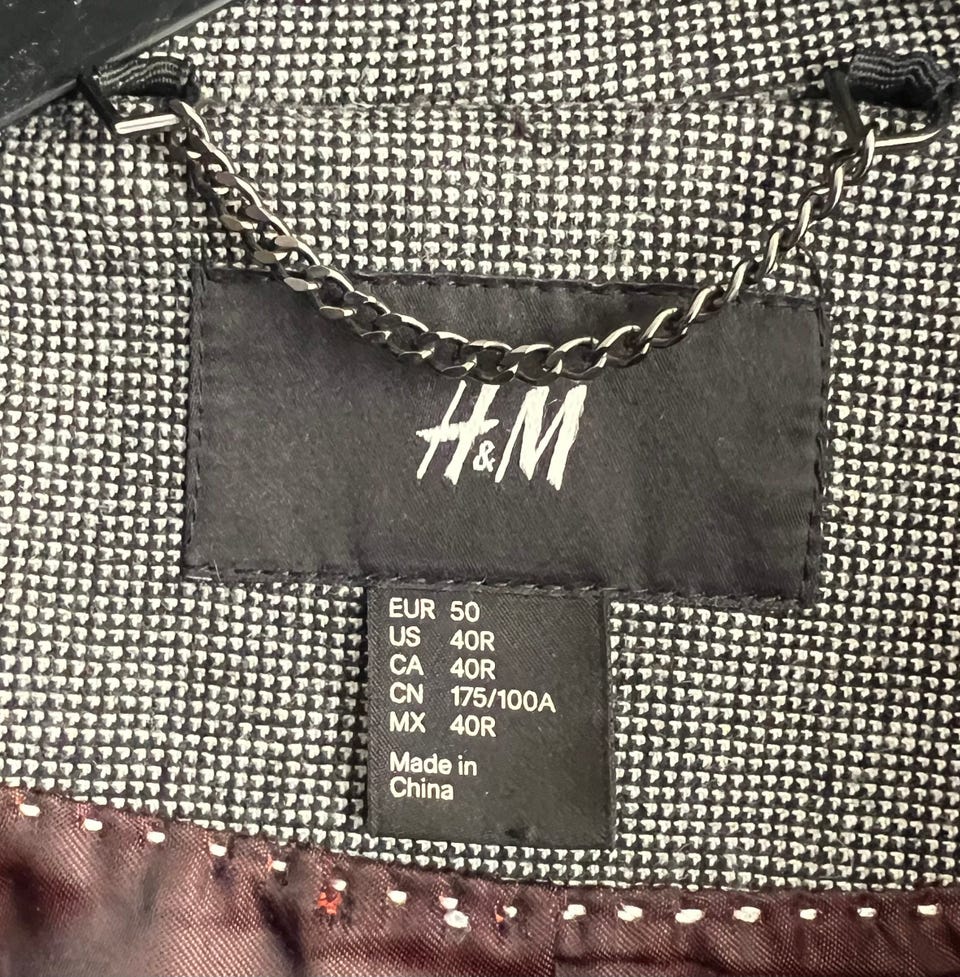 H&M
EUR 50
US 40R
CA 40R
CN 175/100A
MX 40R
Made in
China